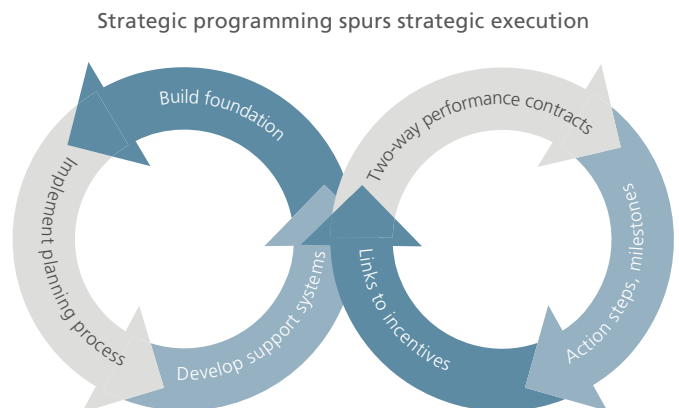 Strategic programming spurs strategic execution
Build foundation
Implement planning process
Develop support systems
Two-way performance contracts
Action steps, milestones
Links to incentives